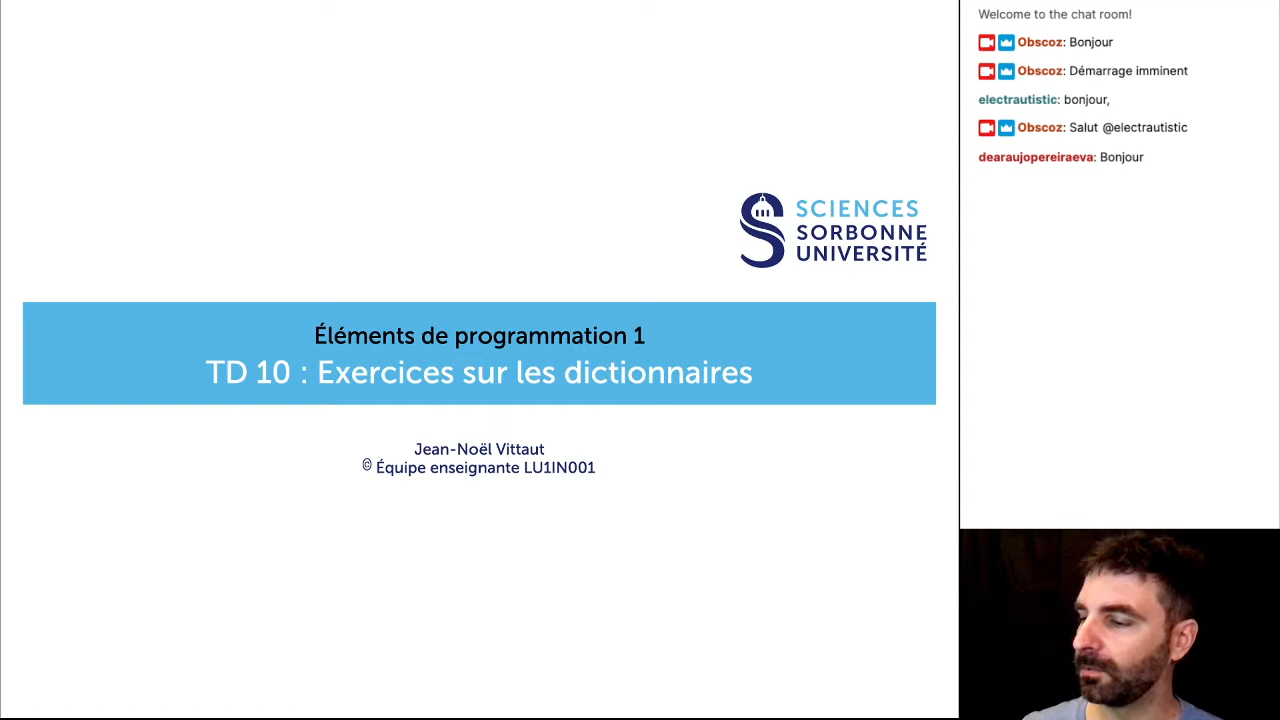 SCIENCES
SORBONNE
UNIVERSITÉ
Éléments de programmation 1
TD 10 : Exercices sur les dictionnaires
Jean-Noël Vittaut
© Équipe enseignante LU1IN001
Welcome to the chat room!
Obscoz: Bonjour
Obscoz: Démarrage imminent
electrautistic: bonjour,
Obscoz: Salut @electrautistic
dearaujopereiraeva: Bonjour